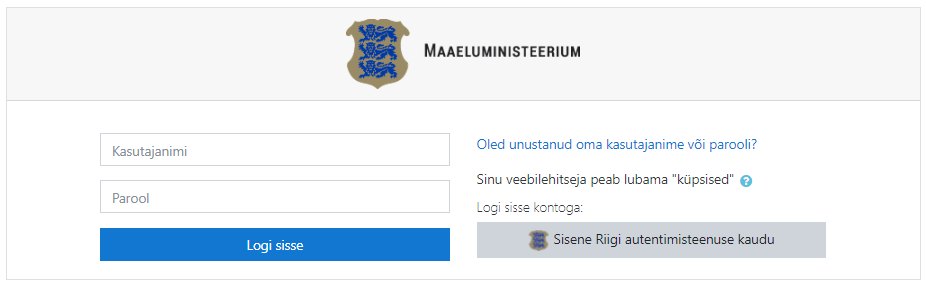 MAAELUMINISTEERIUM
Kasutajanimi
Parool
Logi sisse
Oled unustanud oma kasutajanime või parooli?
Sinu veebilehitseja peab lubama "küpsised" ?
Logi sisse kontoga:
Sisene Riigi autentimisteenuse kaudu